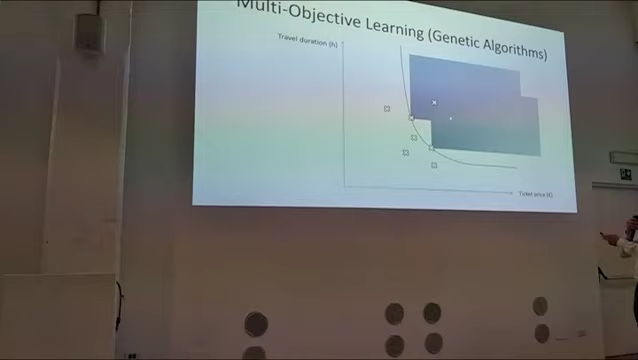 Multi-Objective Learning (Genetic Algorithms)
Travel duration (h)
Ticket price (€)